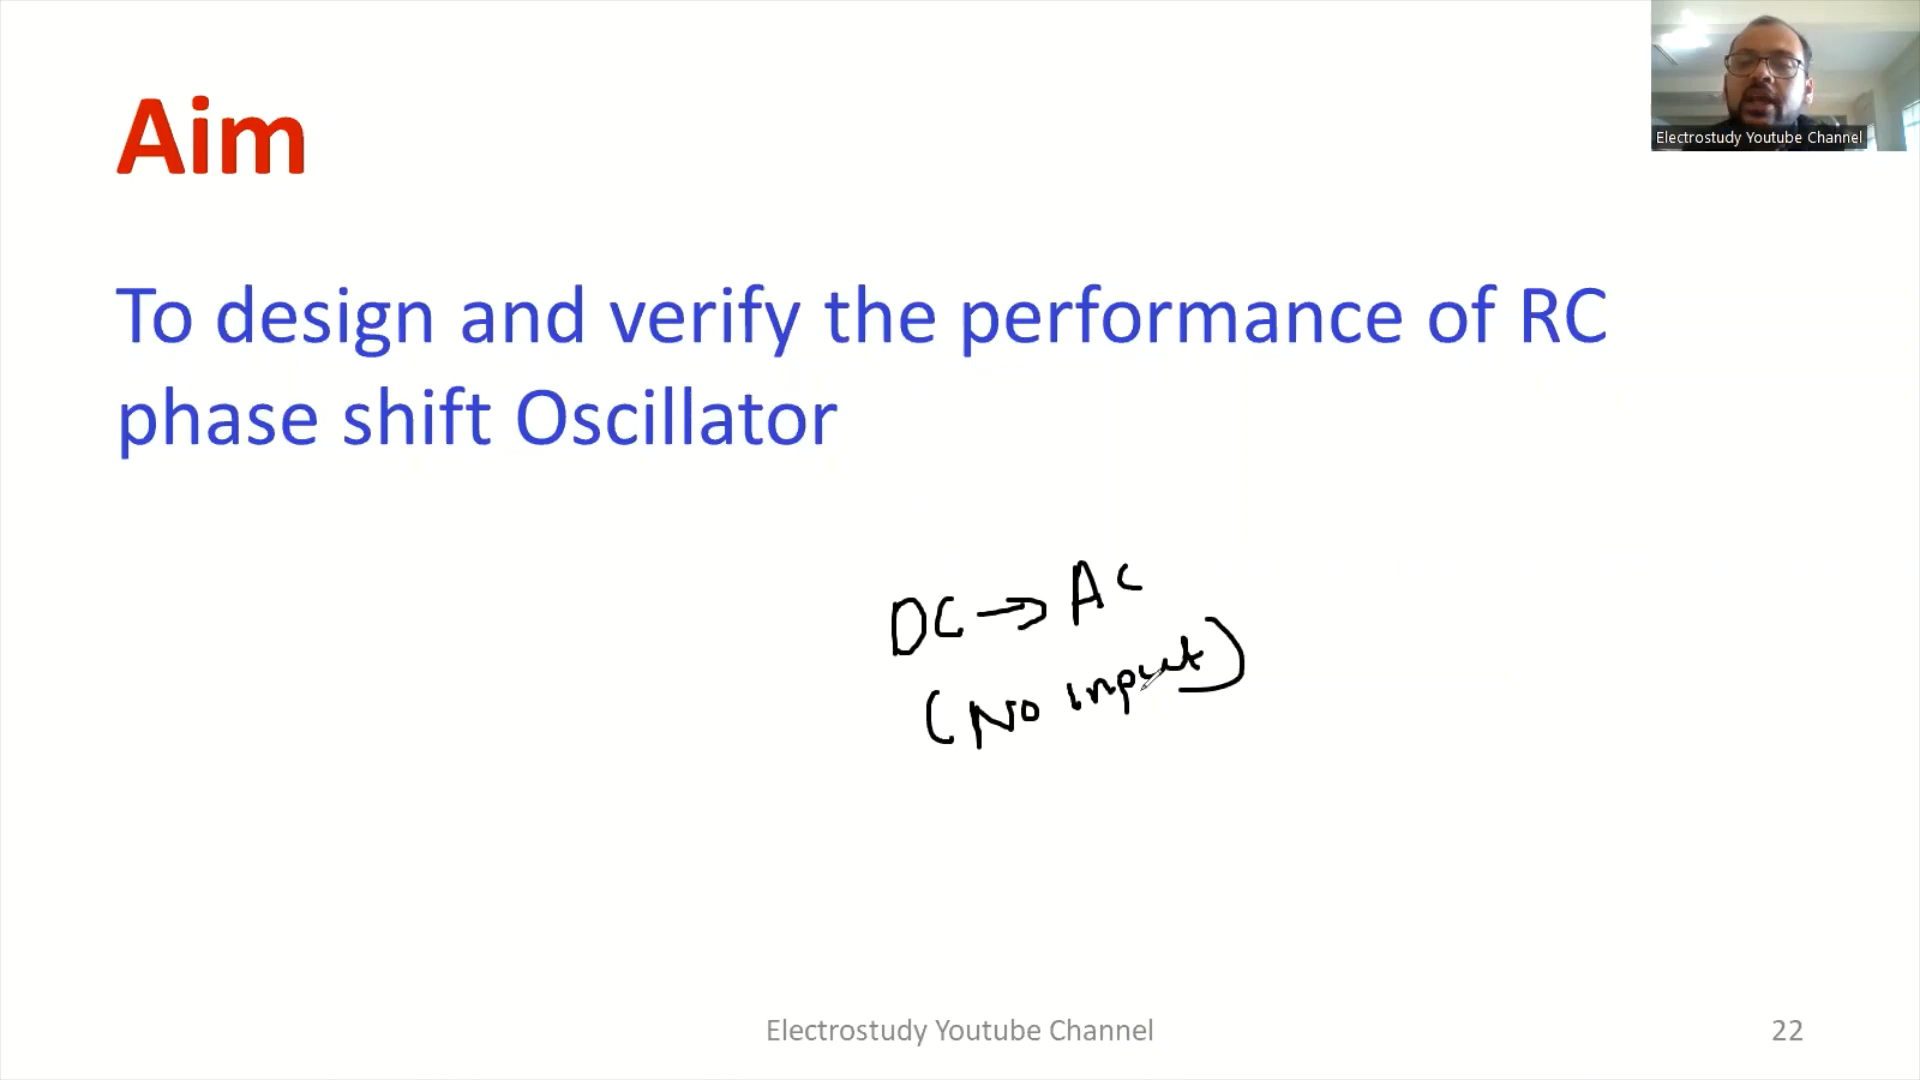 Electrostudy Youtube Channel
Aim
To design and verify the performance of RC
phase shift Oscillator
DC → AC
(No input)
Electrostudy Youtube Channel
22